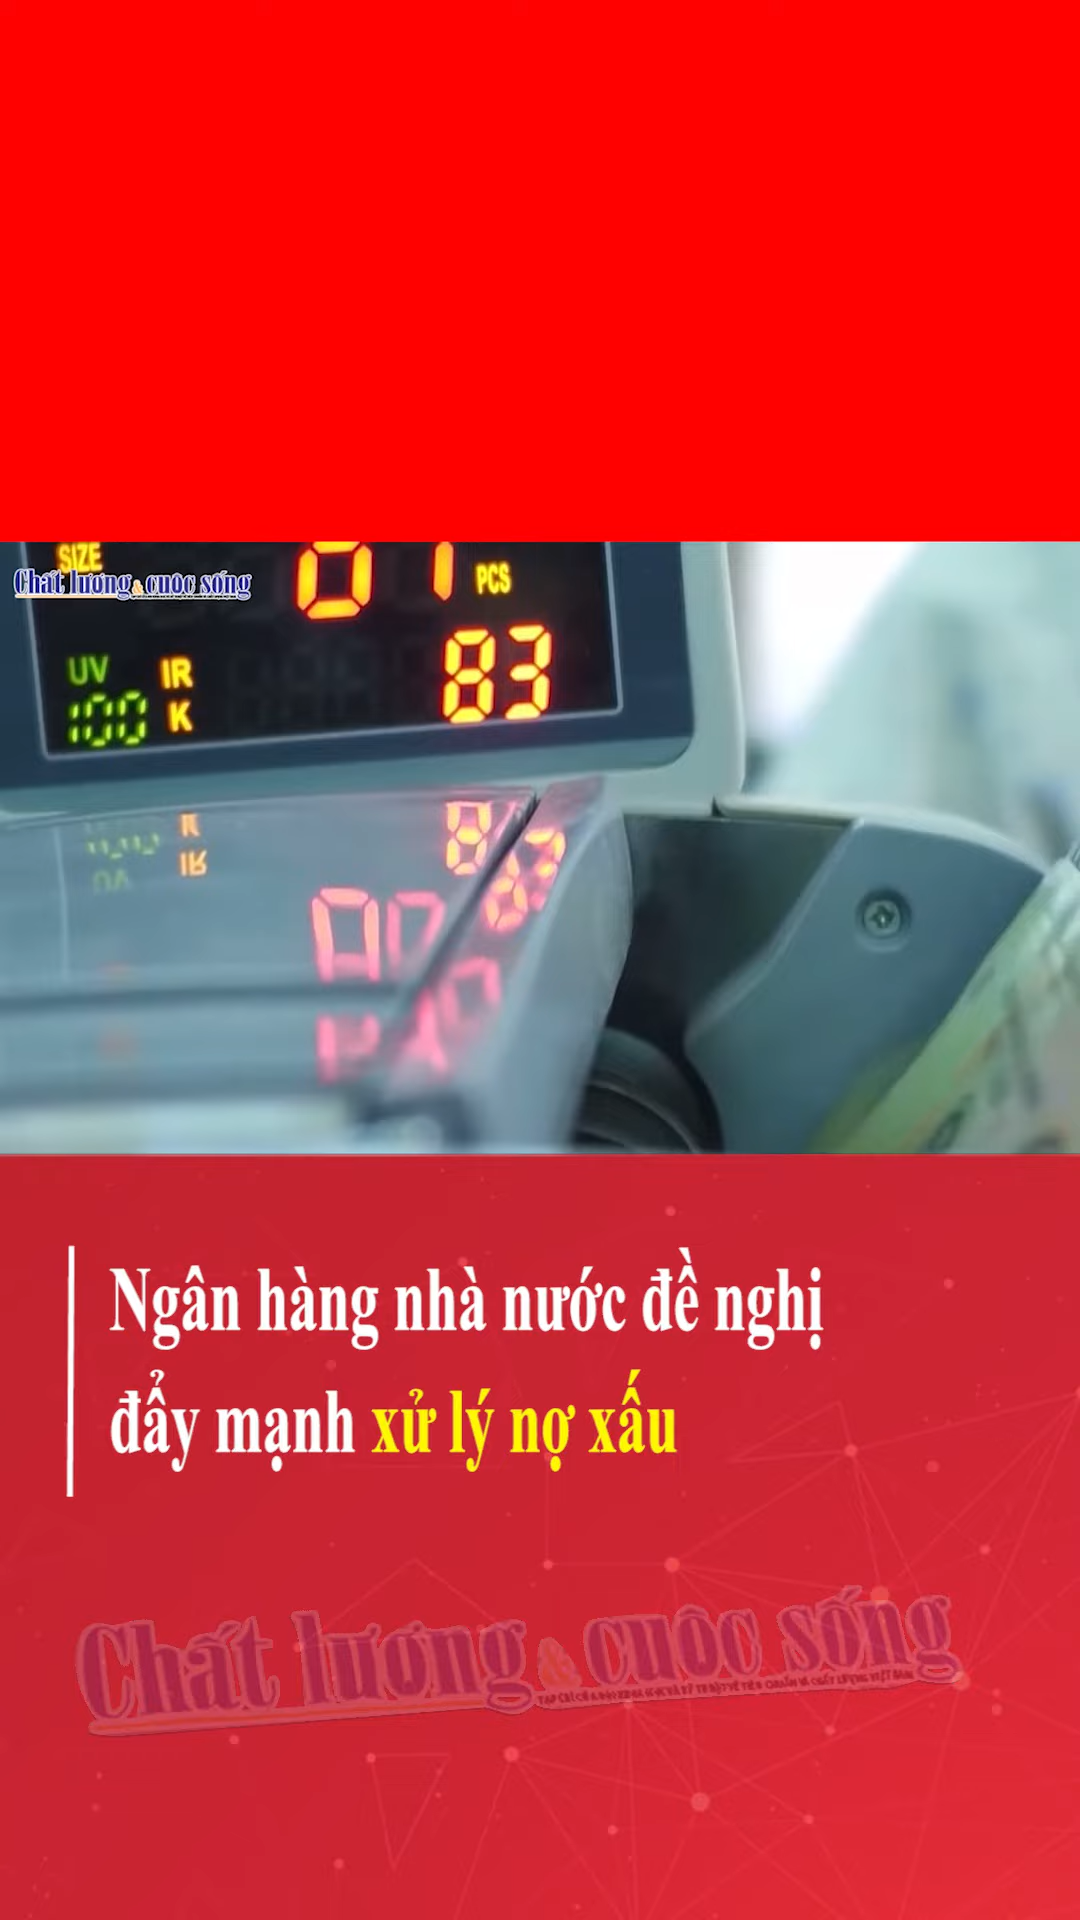 SIZE
Chất lượng & cuộc sống
01 PCS
UV IR 83
100 K
Ngân hàng nhà nước đề nghị
đẩy mạnh xử lý nợ xấu
Chất lượng & cuộc sống